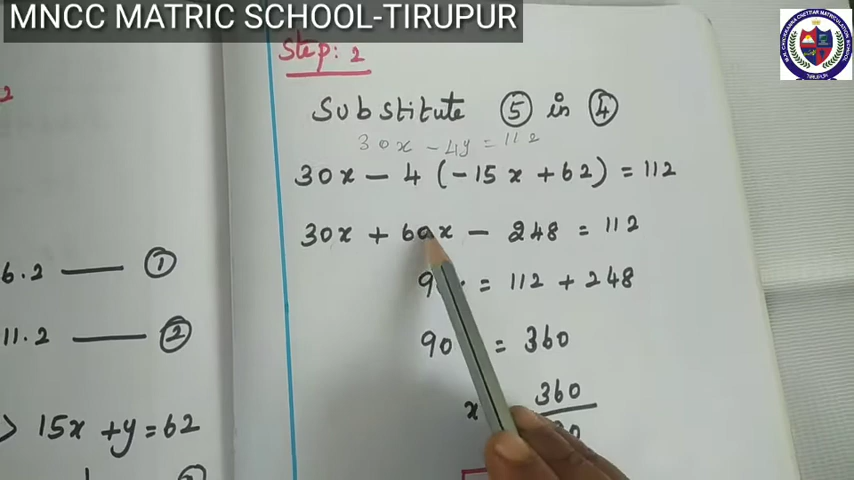 MNCC MATRIC SCHOOL-TIRUPUR
Step: 2
Substitute ⑤ in ④
30x - 4y = 112
30x - 4 (-15x + 62) = 112
30x + 60x - 248 = 112
= 112 + 248
90 = 360
x 360
6.2 —— ①
11.2 —— ②
> 15x + y = 62
TIRUPUR